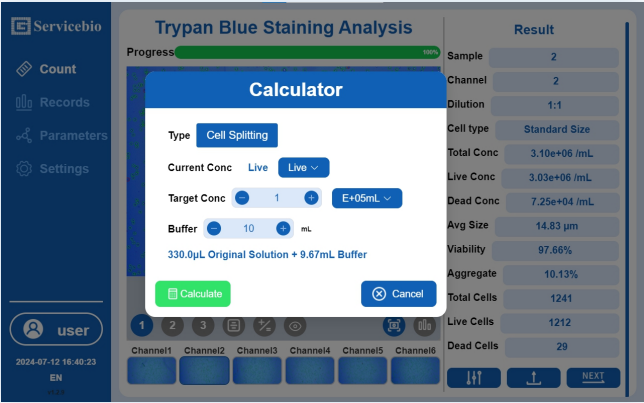 Servicebio
Trypan Blue Staining Analysis
Result
Progress
100%
Count
Records
Parameters
Settings
Calculator
Type Cell Splitting
Current Conc Live Live
Target Conc 1 E+05mL
Buffer 10 mL
330.0μL Original Solution + 9.67mL Buffer
Calculate
Cancel
Sample 2
Channel 2
Dilution 1:1
Cell type Standard Size
Total Conc 3.10e+06 /mL
Live Conc 3.03e+06 /mL
Dead Conc 7.25e+04 /mL
Avg Size 14.83 μm
Viability 97.66%
Aggregate 10.13%
Total Cells 1241
Live Cells 1212
Dead Cells 29
1 2 3
Channel1 Channel2 Channel3 Channel4 Channel5 Channel6
user
2024-07-12 16:40:23
EN
NEXT